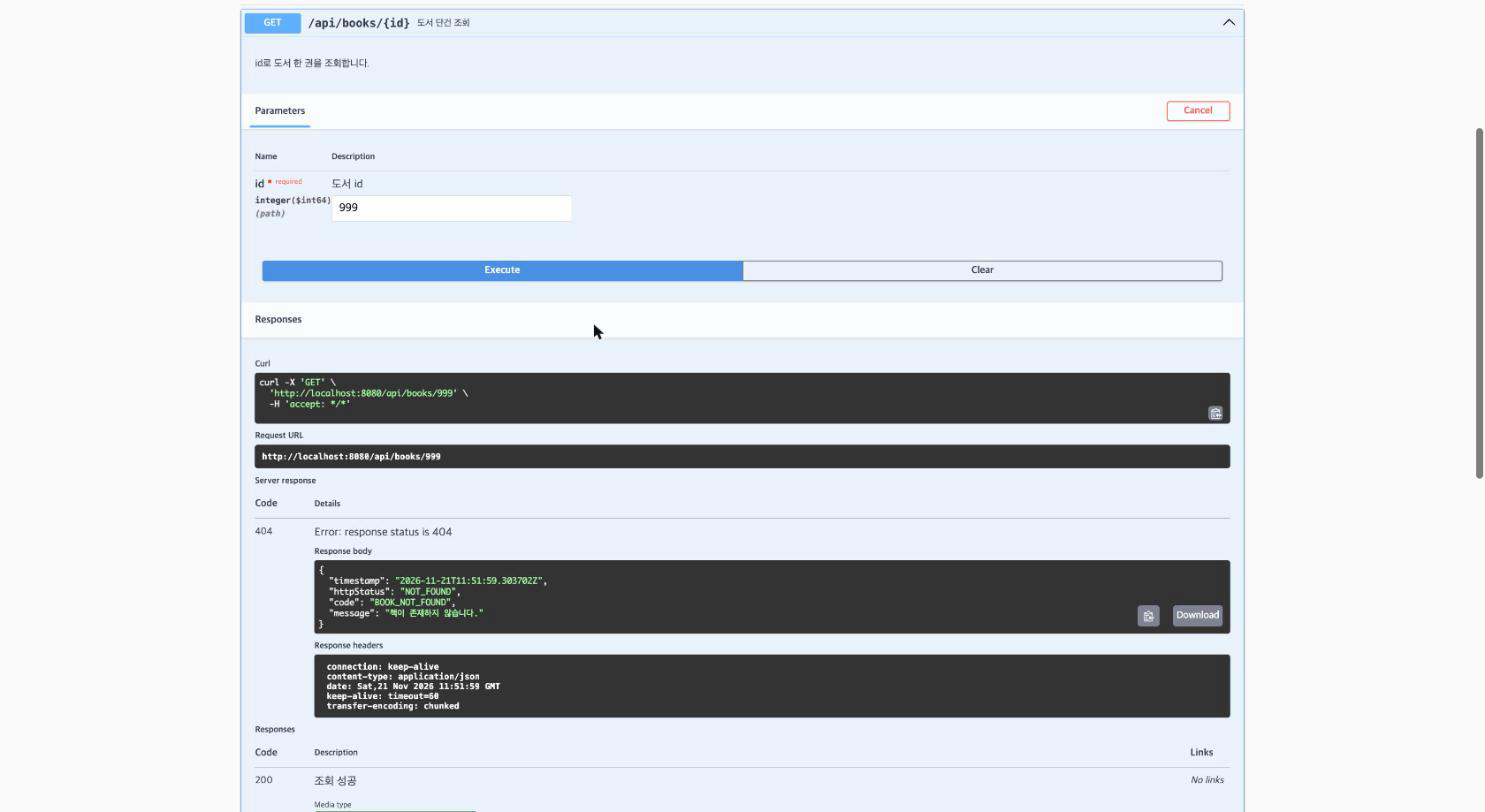 GET /api/books/{id} 도서 단건 조회
id로 도서 한 권을 조회합니다.
Parameters
Cancel
Name Description
id * required 도서 id
integer($int64)
(path)
999
Execute Clear
Responses
Curl
curl -X 'GET' \
'http://localhost:8080/api/books/999' \
-H 'accept: */*'
Request URL
http://localhost:8080/api/books/999
Server response
Code Details
404 Error: response status is 404
Response body
{
"timestamp": "2026-11-21T11:51:59.303702Z",
"httpStatus": "NOT_FOUND",
"code": "BOOK_NOT_FOUND",
"message": "책이 존재하지 않습니다."
}
Download
Response headers
connection: keep-alive
content-type: application/json
date: Sat,21 Nov 2026 11:51:59 GMT
keep-alive: timeout=60
transfer-encoding: chunked
Responses
Code Description Links
200 조회 성공 No links
Media type